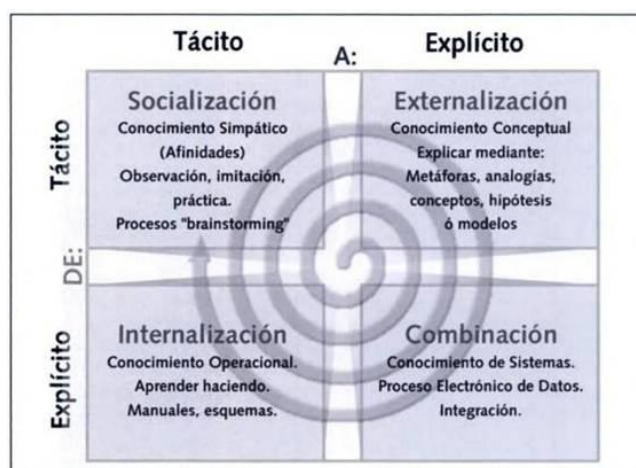 Tácito
Explícito
A:
Tácito
DE:
Explícito
Socialización
Conocimiento Simpático
(Afinidades)
Observación, imitación,
práctica.
Procesos "brainstorming"
Externalización
Conocimiento Conceptual
Explicar mediante:
Metáforas, analogías,
conceptos, hipótesis
ó modelos
Internalización
Conocimiento Operacional.
Aprender haciendo.
Manuales, esquemas.
Combinación
Conocimiento de Sistemas.
Proceso Electrónico de Datos.
Integración.